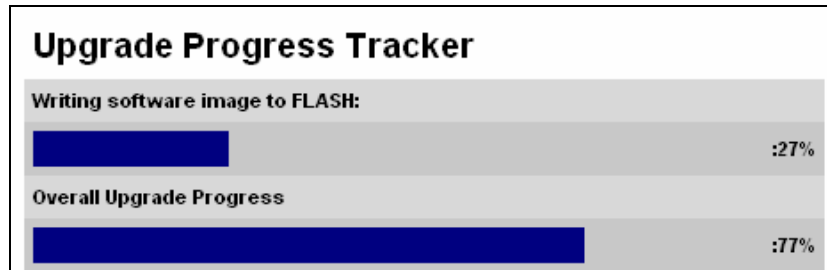 Upgrade Progress Tracker
Writing software image to FLASH:
:27%
Overall Upgrade Progress
:77%